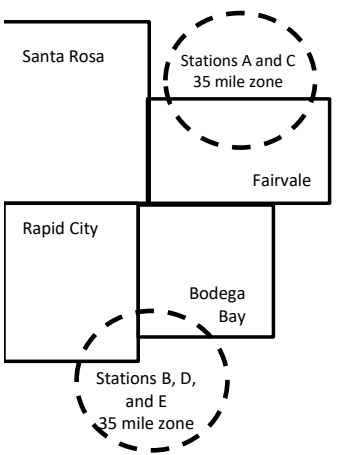 Santa Rosa
Stations A and C
35 mile zone
Fairvale
Rapid City
Bodega
Bay
Stations B, D,
and E
35 mile zone